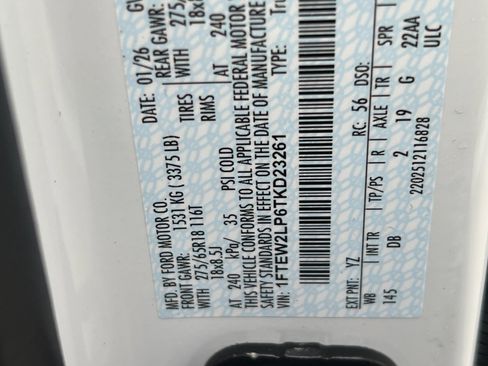 MFD. BY FORD MOTOR CO.
DATE: 01/26
FRONT GAWR: 1531 KG ( 3375 LB)
REAR GAWR:
WITH 275/65R18 116T TIRES
WITH 275/
18x8.5J RIMS
AT 240 kPa/ 35 PSI COLD
AT 240
THIS VEHICLE CONFORMS TO ALL APPLICABLE FEDERAL MOTOR
SAFETY STANDARDS IN EFFECT ON THE DATE OF MANUFACTURE
VIN: 1FTEW2LP6TKD23261
TYPE:
EXT PNT: YZ RC: 56 DSO:
WB INT TR TP/PS R AXLE TR SPR
145 DB 2 19 G 22AA
2202512116828 ULC